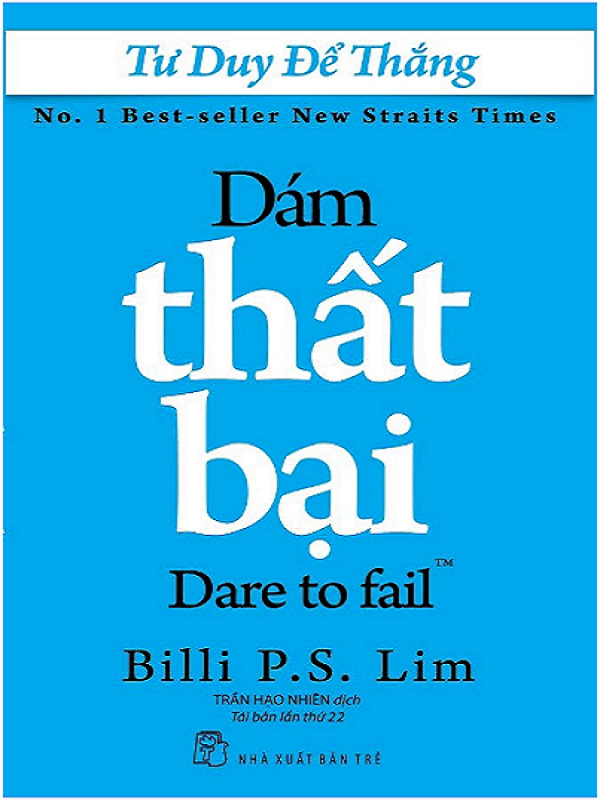 Tư Duy Để Thắng
No. 1 Best-seller New Straits Times
Dám
thất
bại
Dare to fail™
Billi P.S. Lim
TRẦN HẠO NHIÊN dịch
Tái bản lần thứ 22
NHÀ XUẤT BẢN TRẺ